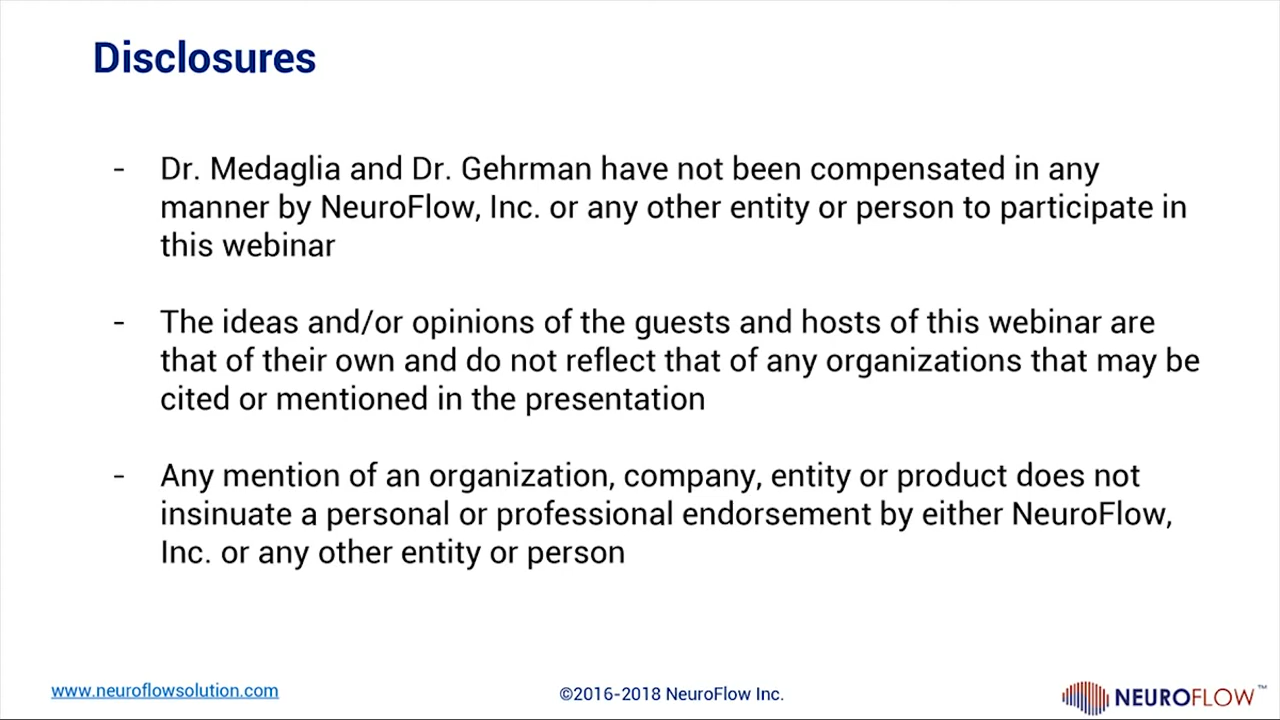 Disclosures
- Dr. Medaglia and Dr. Gehrman have not been compensated in any
manner by NeuroFlow, Inc. or any other entity or person to participate in
this webinar
- The ideas and/or opinions of the guests and hosts of this webinar are
that of their own and do not reflect that of any organizations that may be
cited or mentioned in the presentation
- Any mention of an organization, company, entity or product does not
insinuate a personal or professional endorsement by either NeuroFlow,
Inc. or any other entity or person
www.neuroflowsolution.com
©2016-2018 NeuroFlow Inc.
NEUROFLOW™